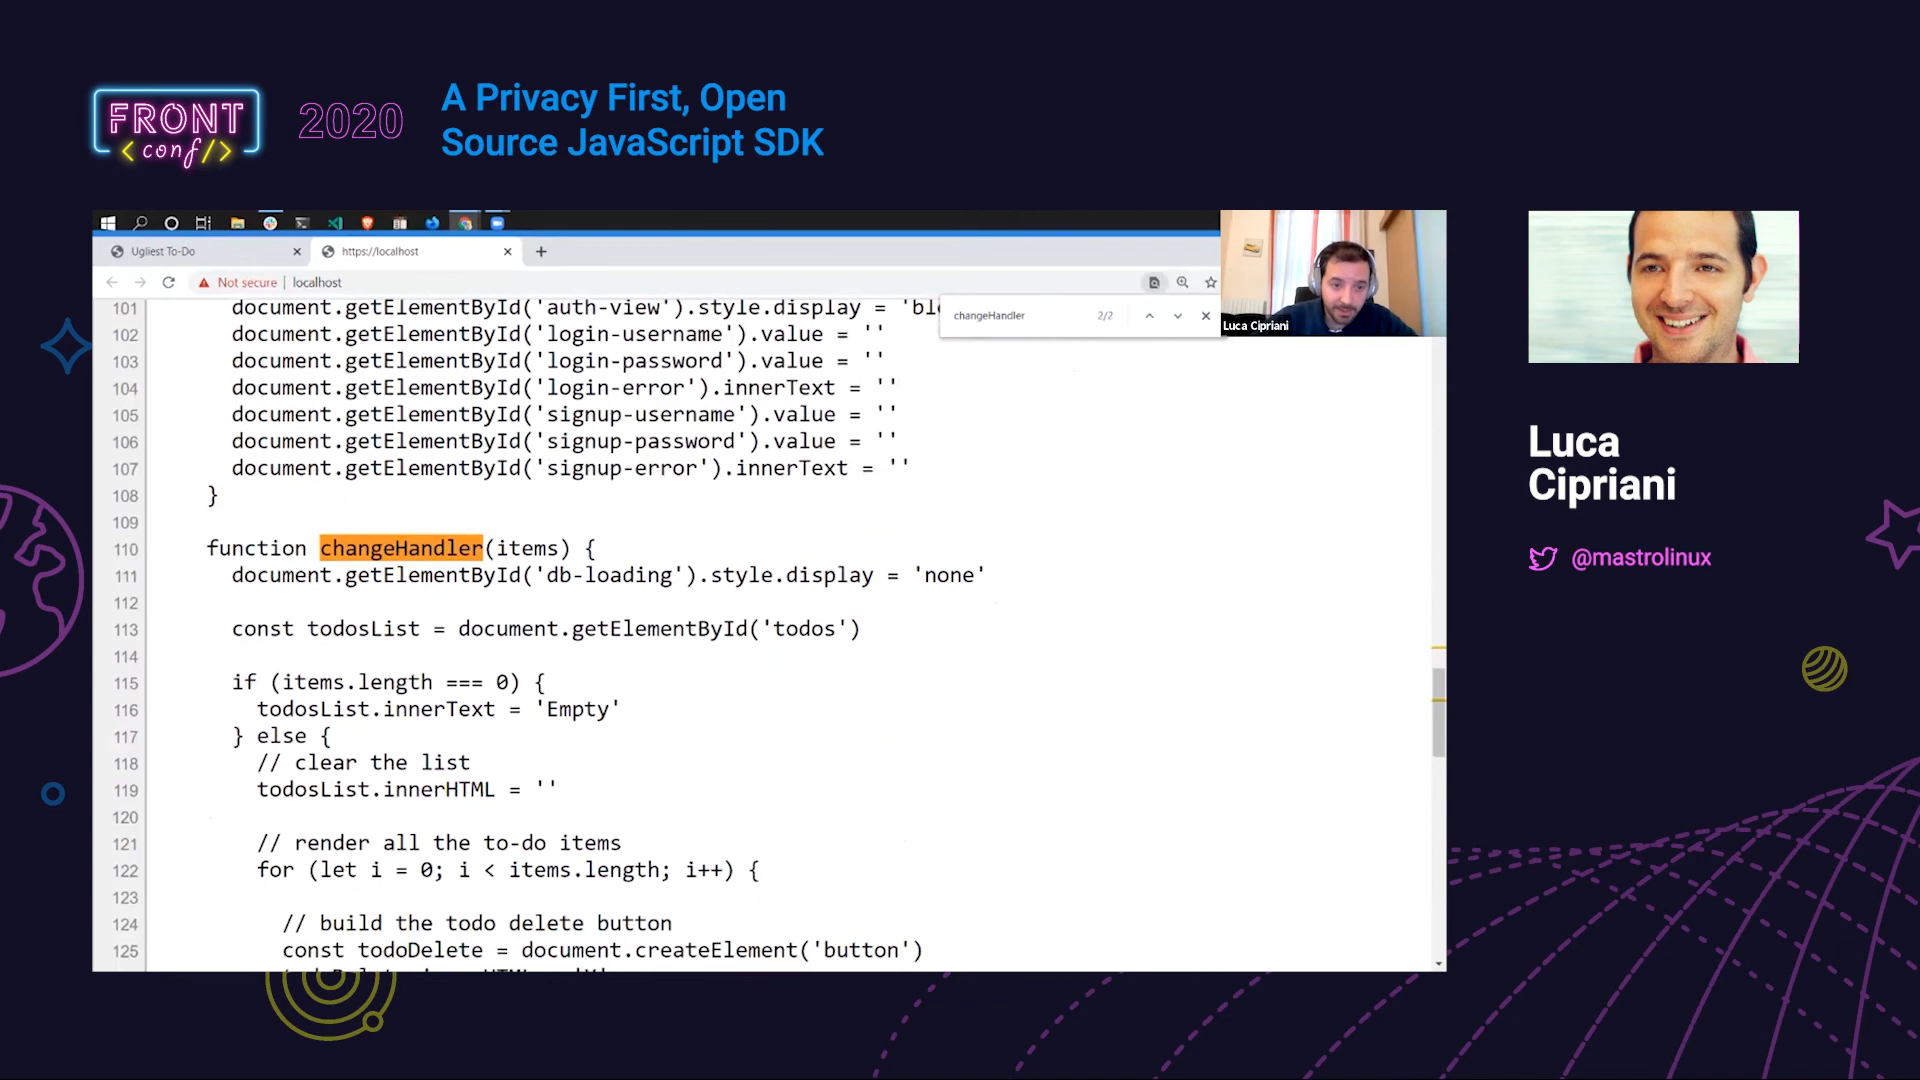 FRONT
<conf/>
2020
A Privacy First, Open
Source JavaScript SDK
Ugliest To-Do
https://localhost
Not secure
localhost
changeHandler
2/2
Luca Cipriani
101 document.getElementById('auth-view').style.display = 'blo
102 document.getElementById('login-username').value = ''
103 document.getElementById('login-password').value = ''
104 document.getElementById('login-error').innerText = ''
105 document.getElementById('signup-username').value = ''
106 document.getElementById('signup-password').value = ''
107 document.getElementById('signup-error').innerText = ''
108 }
109
110 function changeHandler(items) {
111 document.getElementById('db-loading').style.display = 'none'
112
113 const todosList = document.getElementById('todos')
114
115 if (items.length === 0) {
116 todosList.innerText = 'Empty'
117 } else {
118 // clear the list
119 todosList.innerHTML = ''
120
121 // render all the to-do items
122 for (let i = 0; i < items.length; i++) {
123
124 // build the todo delete button
125 const todoDelete = document.createElement('button')
Luca
Cipriani
@mastrolinux